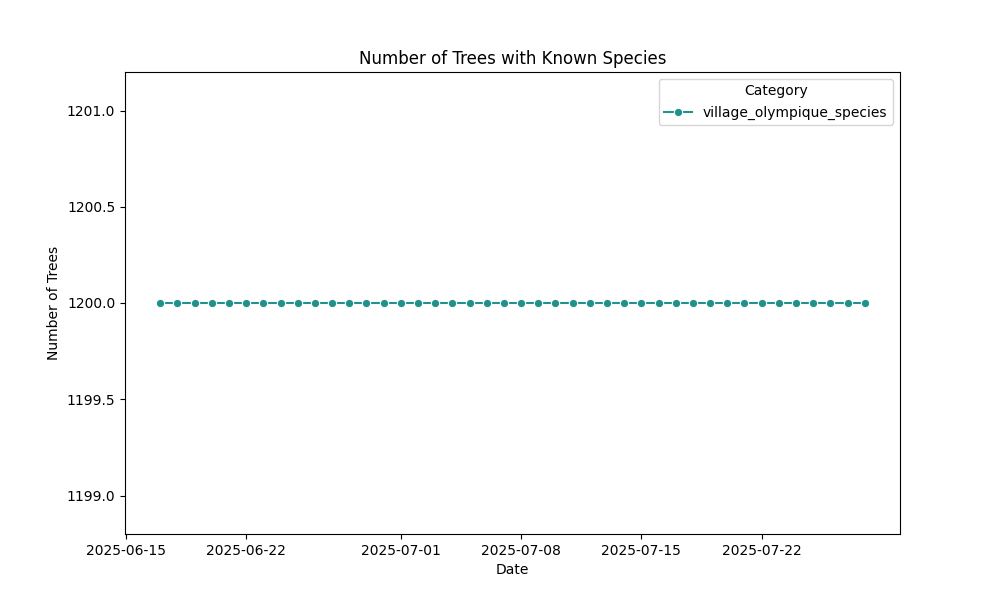 Number of Trees with Known Species
Category
village_olympique_species
Number of Trees
1201.0
1200.5
1200.0
1199.5
1199.0
2025-06-15
2025-06-22
2025-07-01
2025-07-08
2025-07-15
2025-07-22
Date